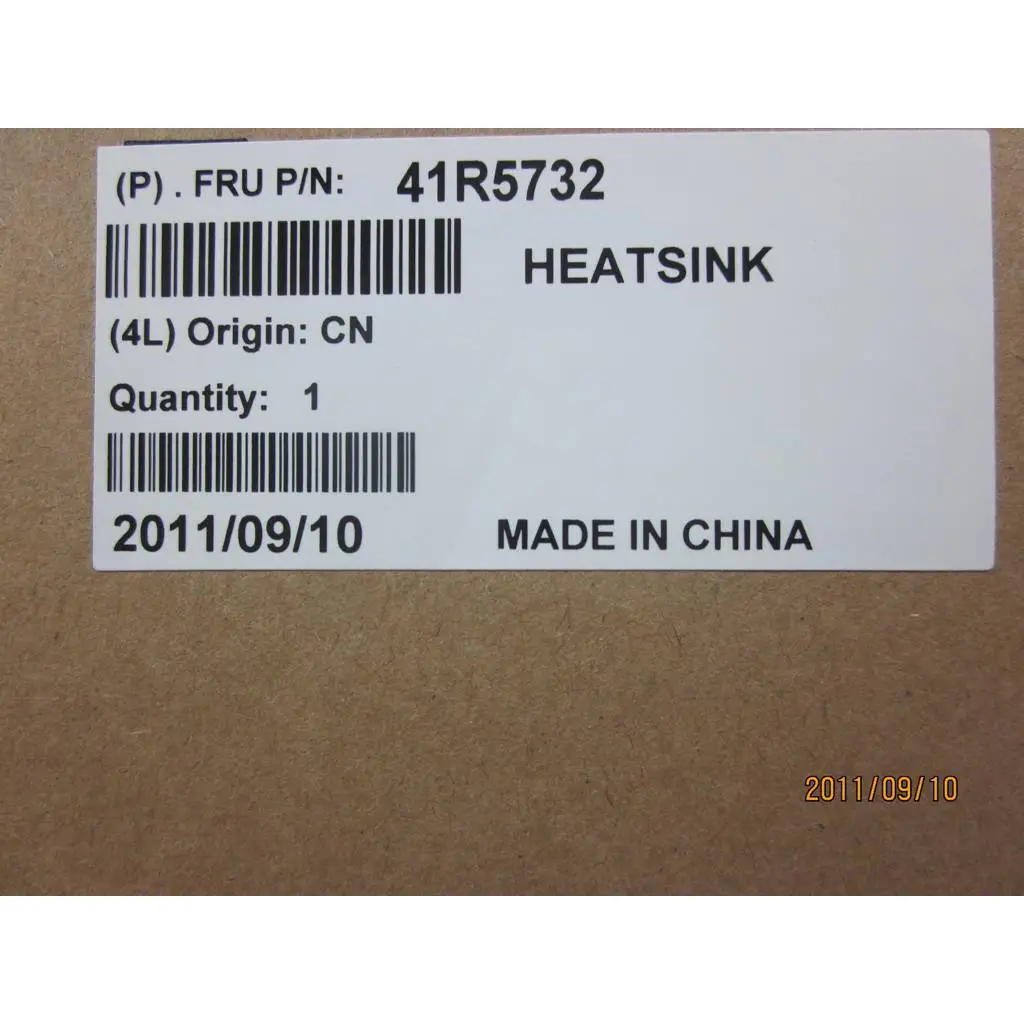 (P) . FRU P/N: 41R5732
HEATSINK
(4L) Origin: CN
Quantity: 1
2011/09/10 MADE IN CHINA
2011/09/10